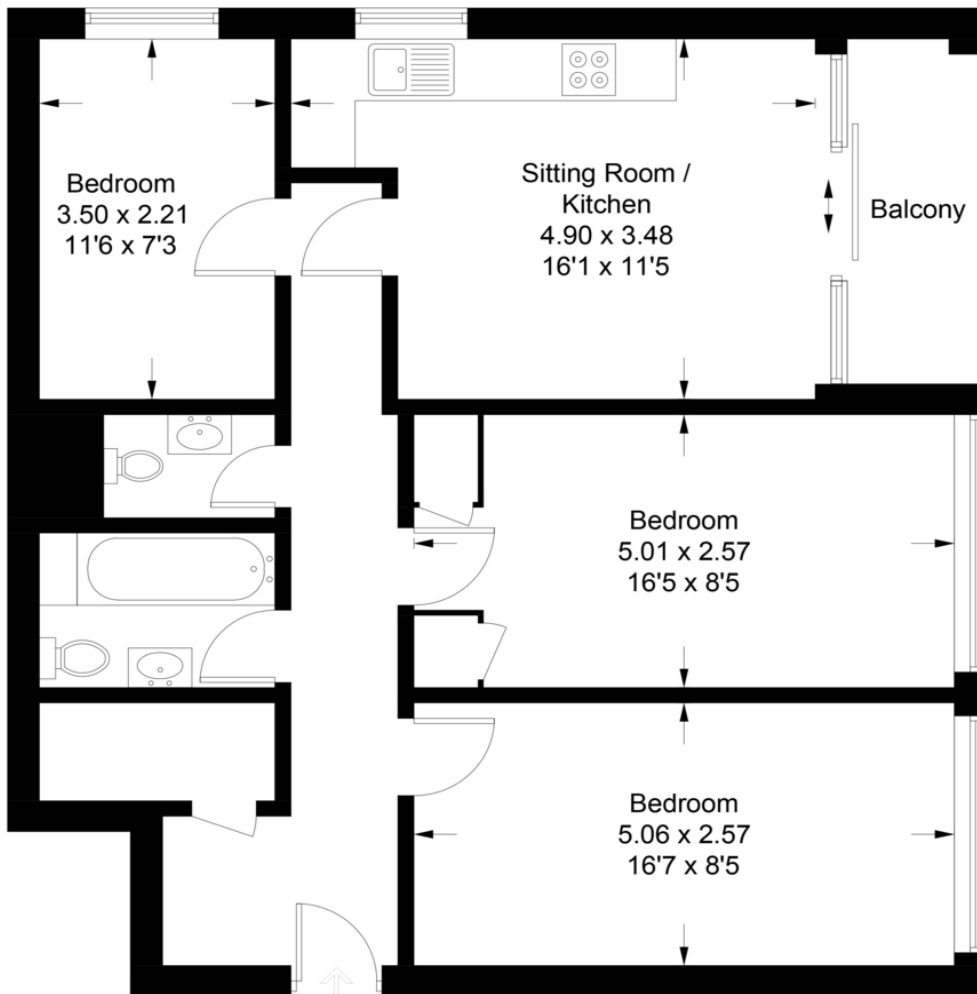 Bedroom
3.50 x 2.21
11'6 x 7'3
Sitting Room /
Kitchen
4.90 x 3.48
16'1 x 11'5
Balcony
Bedroom
5.01 x 2.57
16'5 x 8'5
Bedroom
5.06 x 2.57
16'7 x 8'5